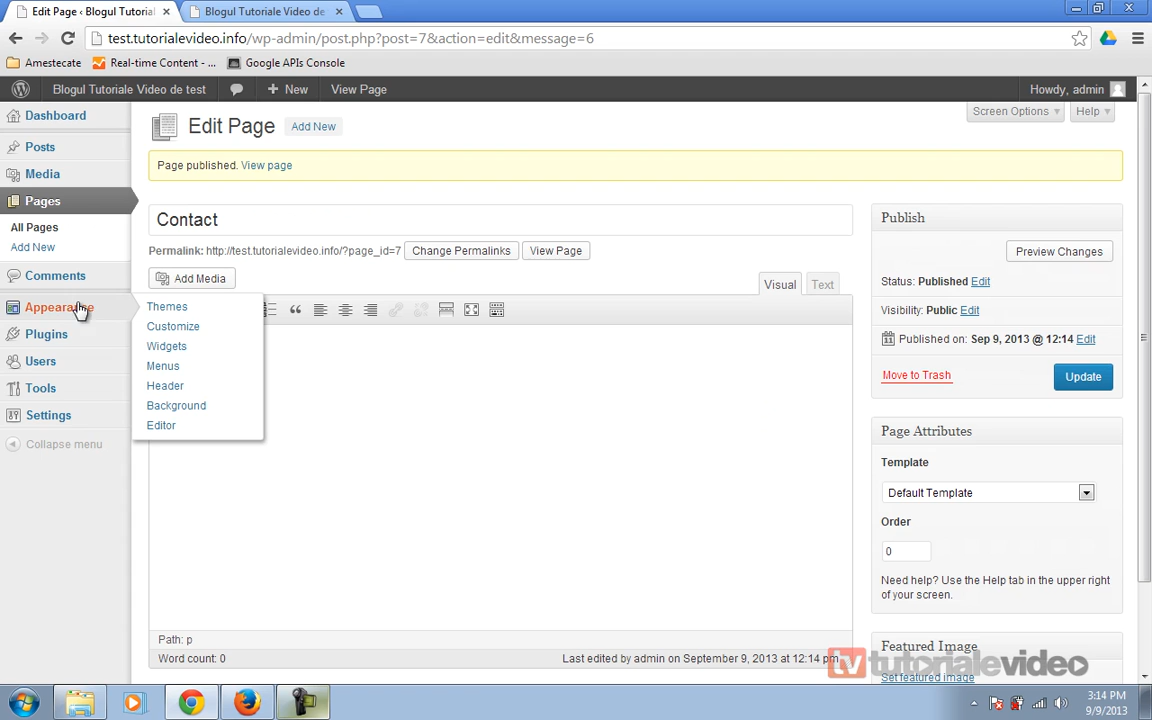 Edit Page ‹ Blogul Tutorial
Blogul Tutoriale Video de
test.tutorialevideo.info/wp-admin/post.php?post=7&action=edit&message=6
Amestecate
Real-time Content - ...
Google APIs Console
Blogul Tutoriale Video de test
+ New
View Page
Howdy, admin
Dashboard
Posts
Media
Pages
All Pages
Add New
Comments
Appearance
Plugins
Users
Tools
Settings
Collapse menu
Themes
Customize
Widgets
Menus
Header
Background
Editor
Screen Options
Help
Edit Page
Add New
Page published. View page
Contact
Permalink: http://test.tutorialevideo.info/?page_id=7
Change Permalinks
View Page
Add Media
Visual
Text
Path: p
Word count: 0
Last edited by admin on September 9, 2013 at 12:14 pm
Publish
Preview Changes
Status: Published Edit
Visibility: Public Edit
Published on: Sep 9, 2013 @ 12:14 Edit
Move to Trash
Update
Page Attributes
Template
Default Template
Order
0
Need help? Use the Help tab in the upper right
of your screen.
Featured Image
Set featured image
tv tutorialevideo
3:14 PM
9/9/2013